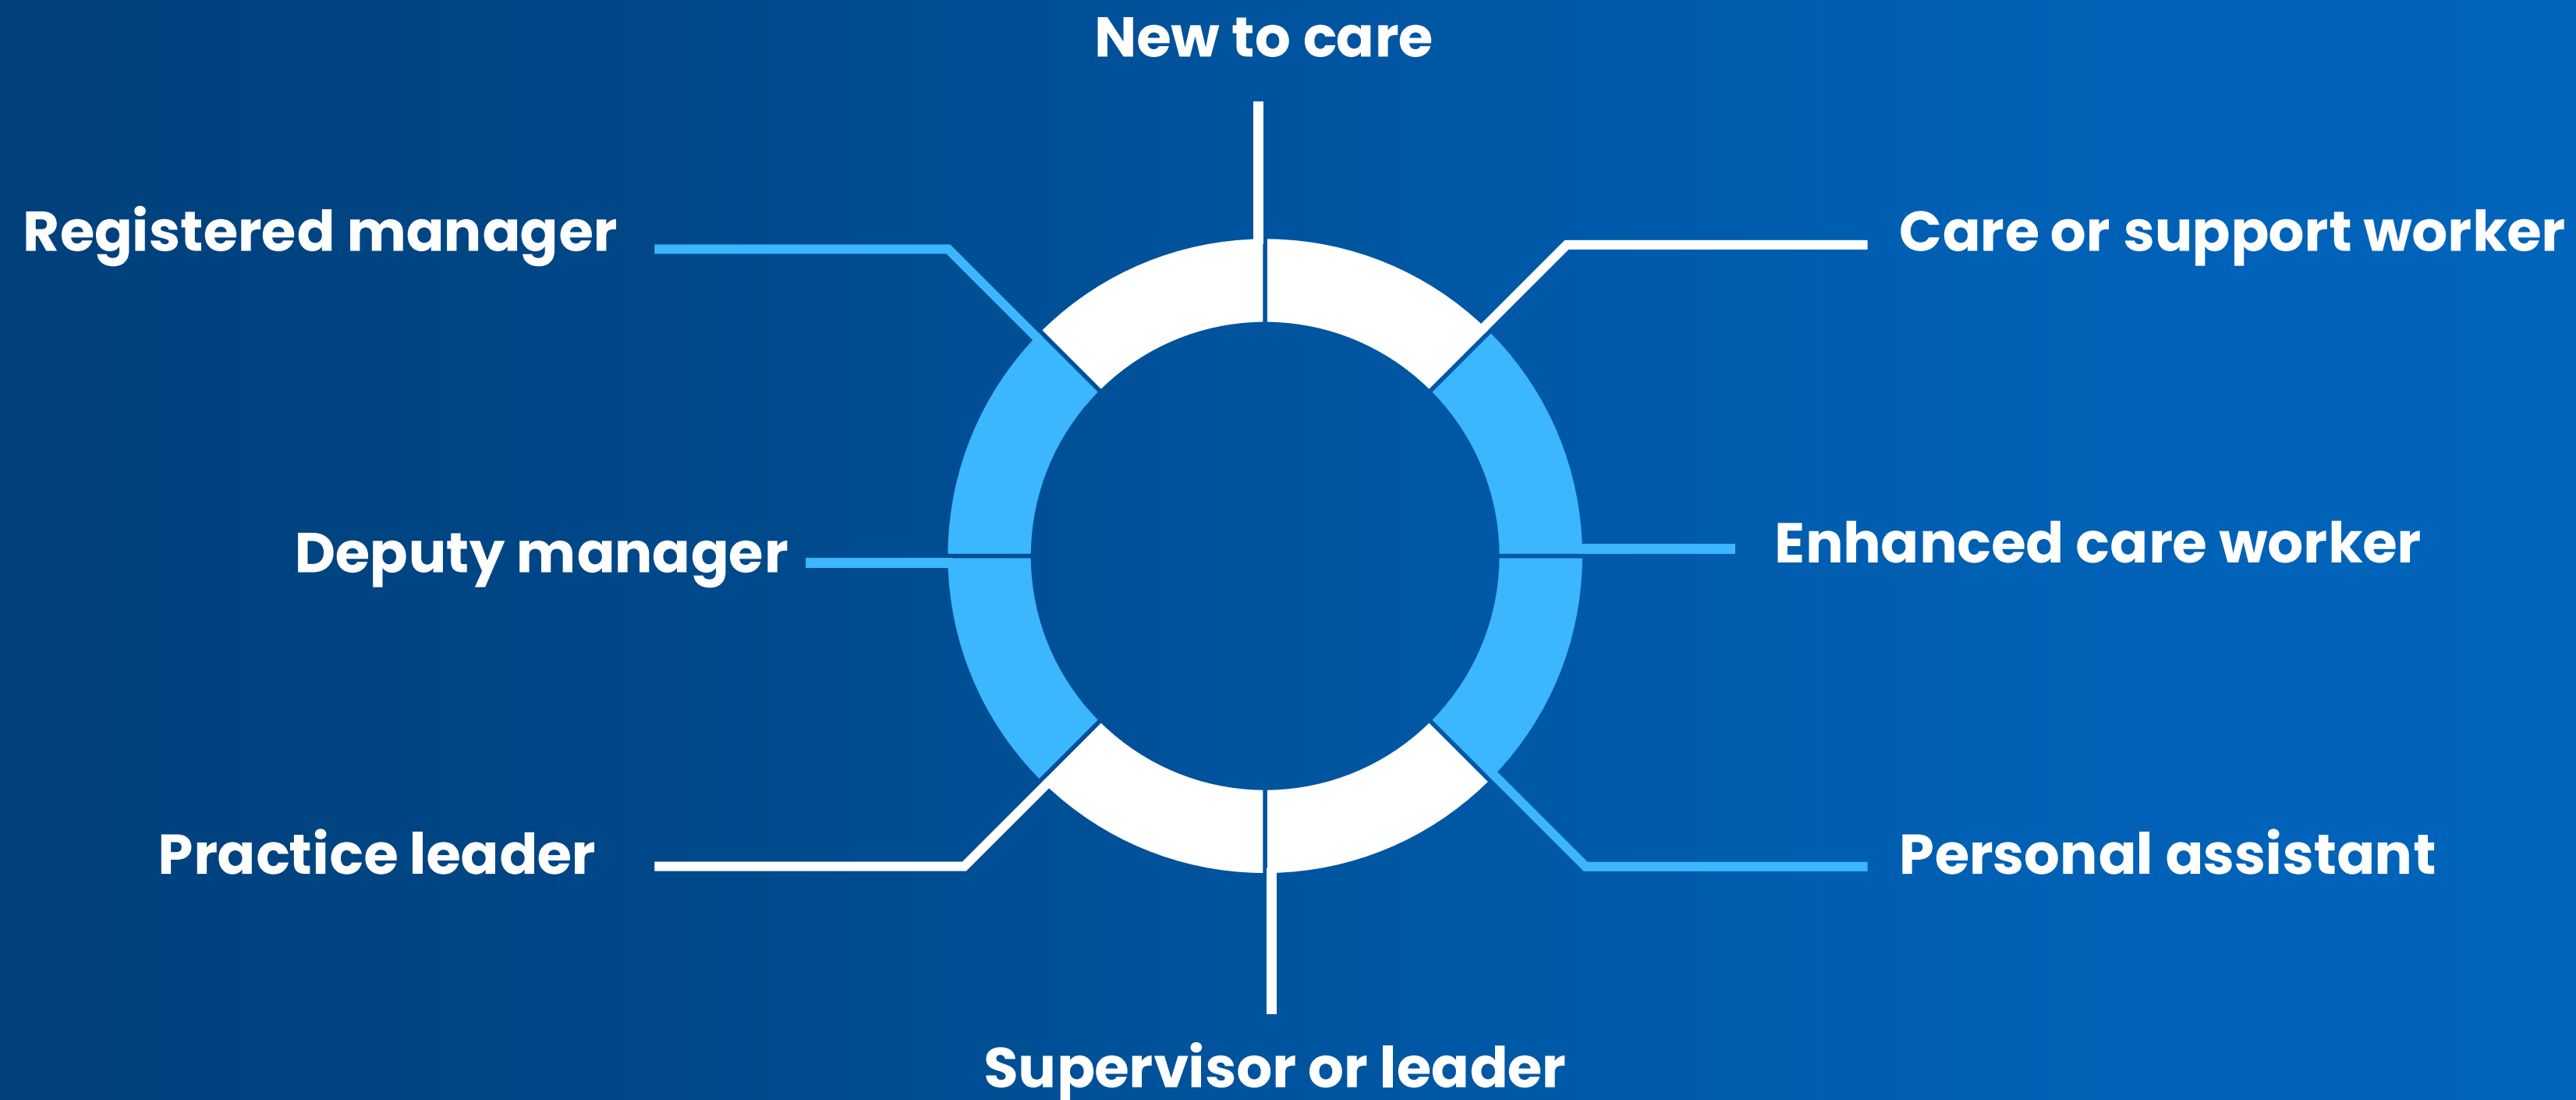 New to care
Care or support worker
Enhanced care worker
Personal assistant
Supervisor or leader
Practice leader
Deputy manager
Registered manager